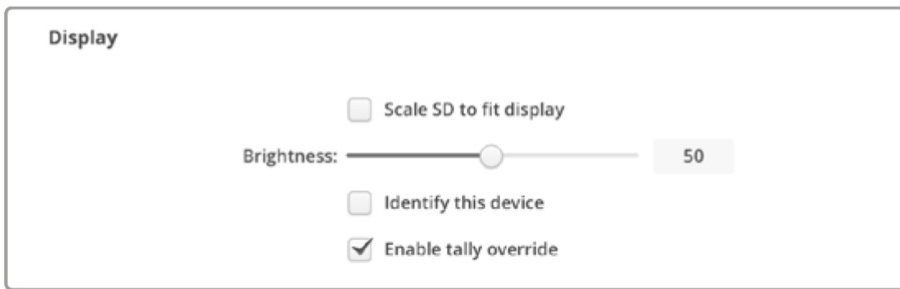 Display
Scale SD to fit display
Brightness: 50
Identify this device
Enable tally override